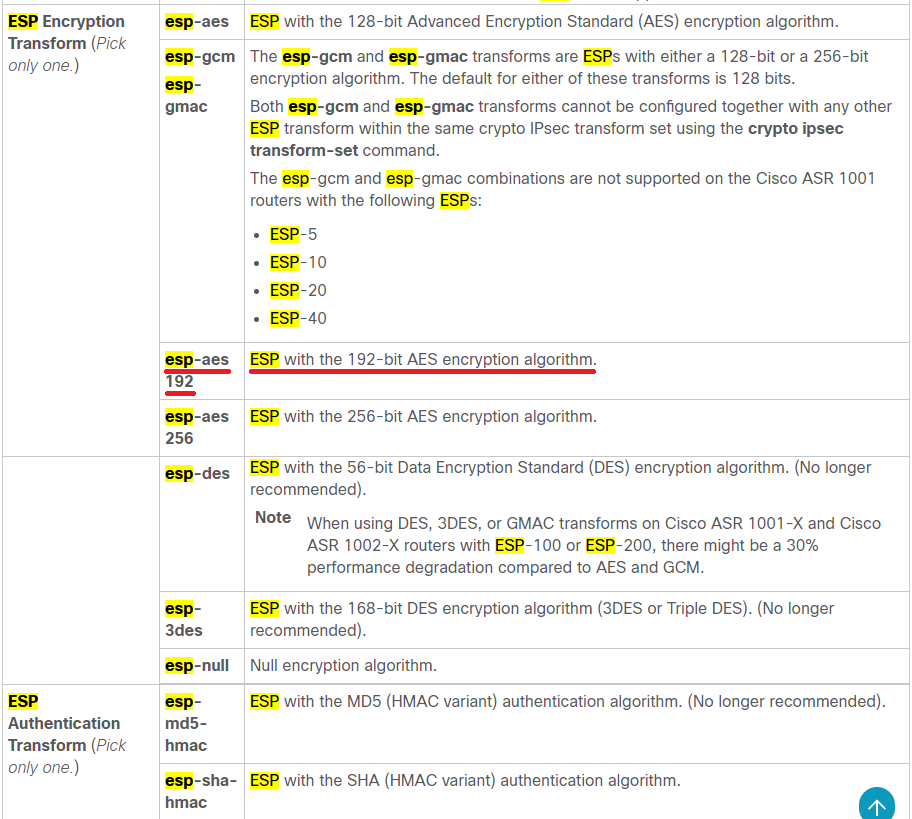 ESP Encryption
Transform (Pick
only one.)
esp-aes
ESP with the 128-bit Advanced Encryption Standard (AES) encryption algorithm.
esp-gcm
esp-
gmac
The esp-gcm and esp-gmac transforms are ESPs with either a 128-bit or a 256-bit
encryption algorithm. The default for either of these transforms is 128 bits.
Both esp-gcm and esp-gmac transforms cannot be configured together with any other
ESP transform within the same crypto IPsec transform set using the crypto ipsec
transform-set command.
The esp-gcm and esp-gmac combinations are not supported on the Cisco ASR 1001
routers with the following ESPs:
• ESP-5
• ESP-10
• ESP-20
• ESP-40
esp-aes
192
ESP with the 192-bit AES encryption algorithm.
esp-aes
256
ESP with the 256-bit AES encryption algorithm.
esp-des
ESP with the 56-bit Data Encryption Standard (DES) encryption algorithm. (No longer
recommended).
Note
When using DES, 3DES, or GMAC transforms on Cisco ASR 1001-X and Cisco
ASR 1002-X routers with ESP-100 or ESP-200, there might be a 30%
performance degradation compared to AES and GCM.
esp-
3des
ESP with the 168-bit DES encryption algorithm (3DES or Triple DES). (No longer
recommended).
esp-null
Null encryption algorithm.
ESP
Authentication
Transform (Pick
only one.)
esp-
md5-
hmac
ESP with the MD5 (HMAC variant) authentication algorithm. (No longer recommended).
esp-sha-
hmac
ESP with the SHA (HMAC variant) authentication algorithm.